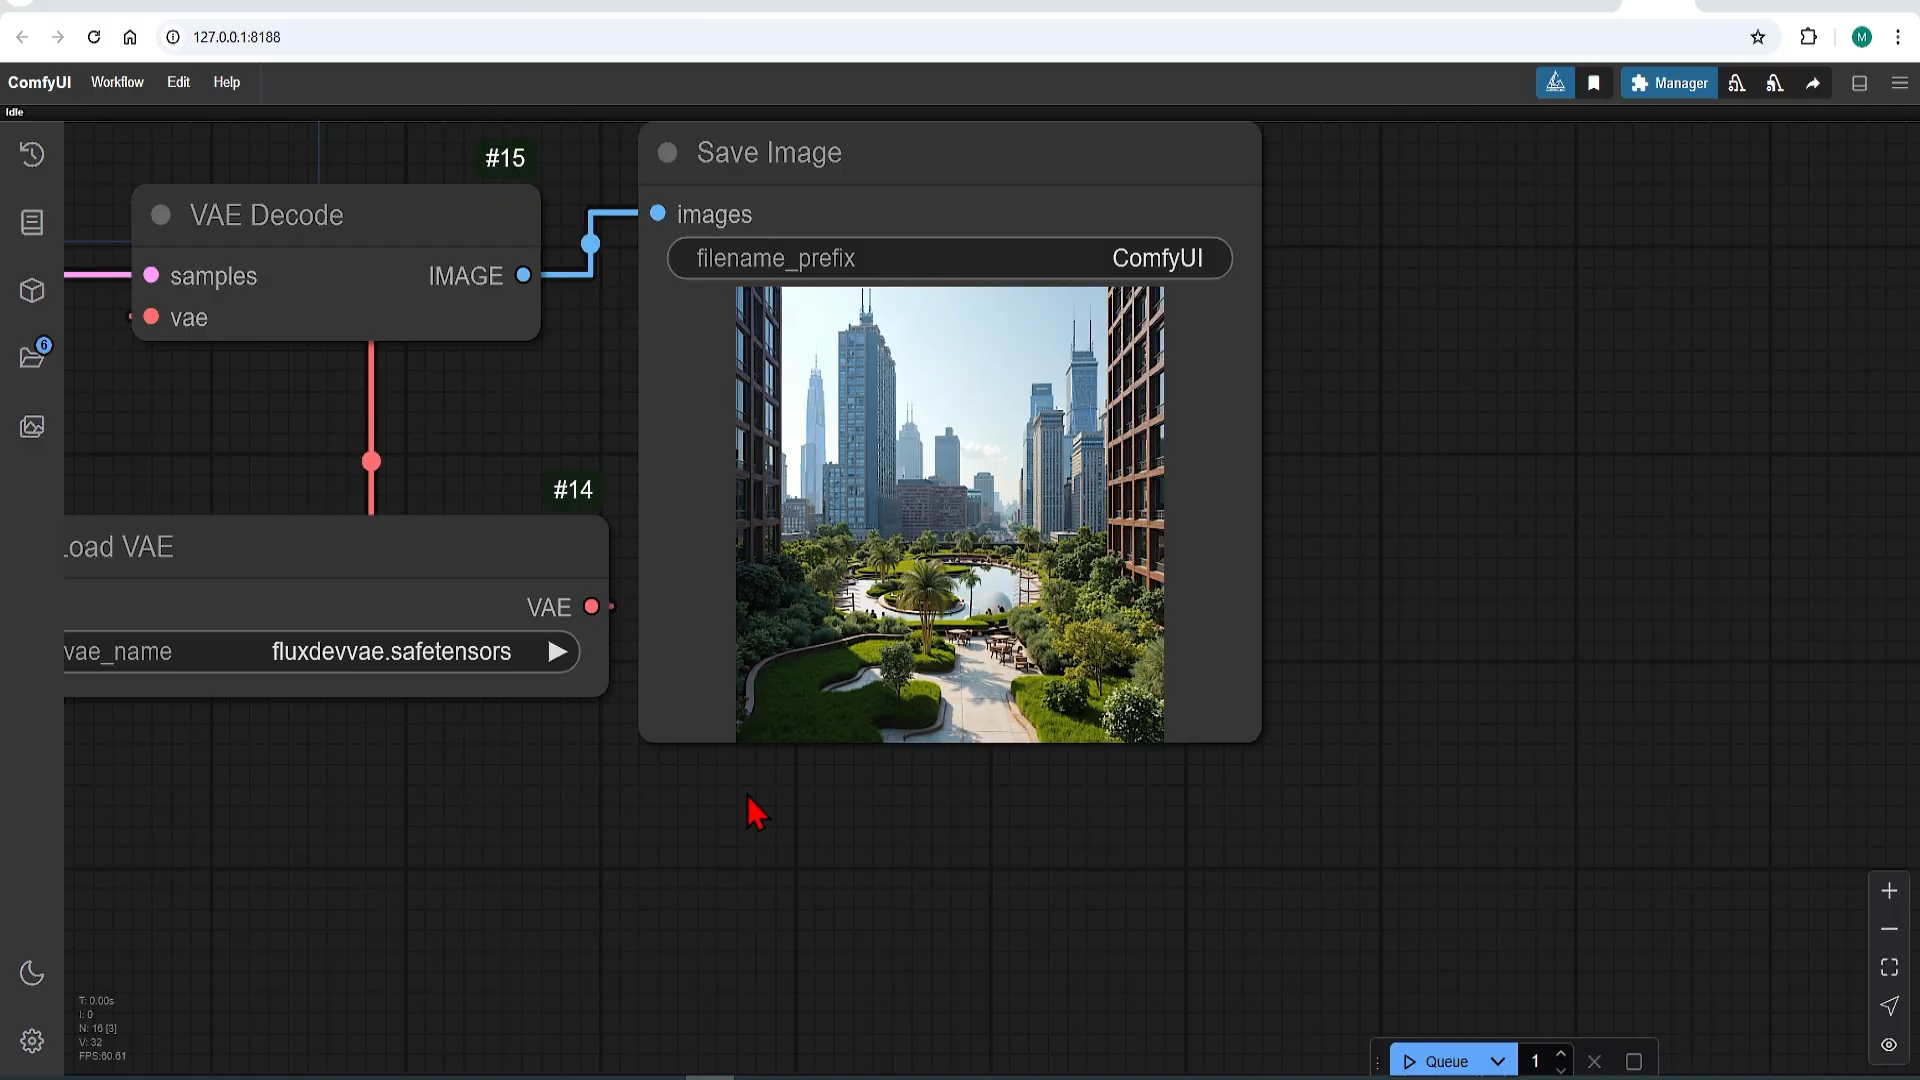 127.0.0.1:8188
M
ComfyUI Workflow Edit Help
Manager
Idle
#15
Save Image
VAE Decode
images
filename_prefix ComfyUI
samples IMAGE
vae
6
#14
Load VAE
VAE
vae_name fluxdevvae.safetensors
T: 0.00s
I: 0
N: 16 [3]
V: 32
FPS:60.61
Queue 1